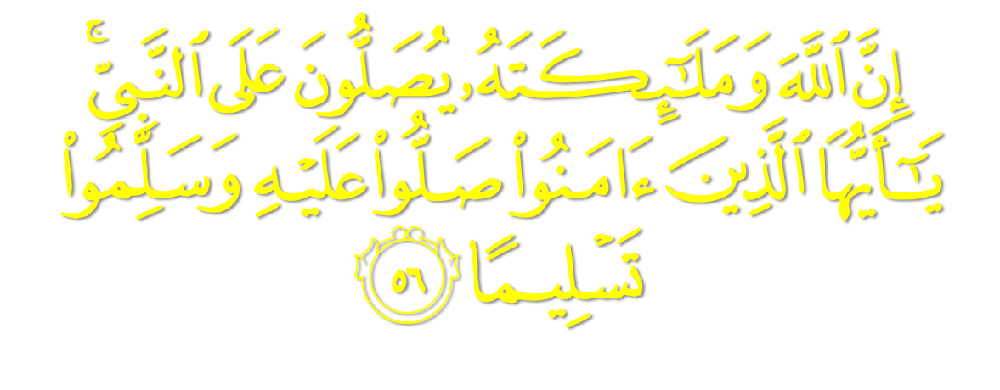 إِنَّ ٱللَّهَ وَمَلَـٰٓئِكَتَهُۥ يُصَلُّونَ عَلَى ٱلنَّبِىِّ ۚ
يَـٰٓأَيُّهَا ٱلَّذِينَ ءَامَنُوا۟ صَلُّوا۟ عَلَيْهِ وَسَلِّمُوا۟
تَسْلِيمًا ٥٦